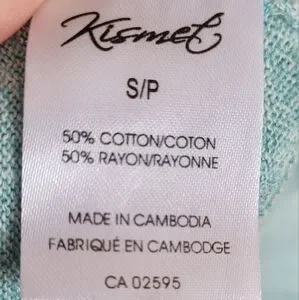 Kismet
S/P
50% COTTON/COTON
50% RAYON/RAYONNE
MADE IN CAMBODIA
FABRIQUÉ EN CAMBODGE
CA 02595